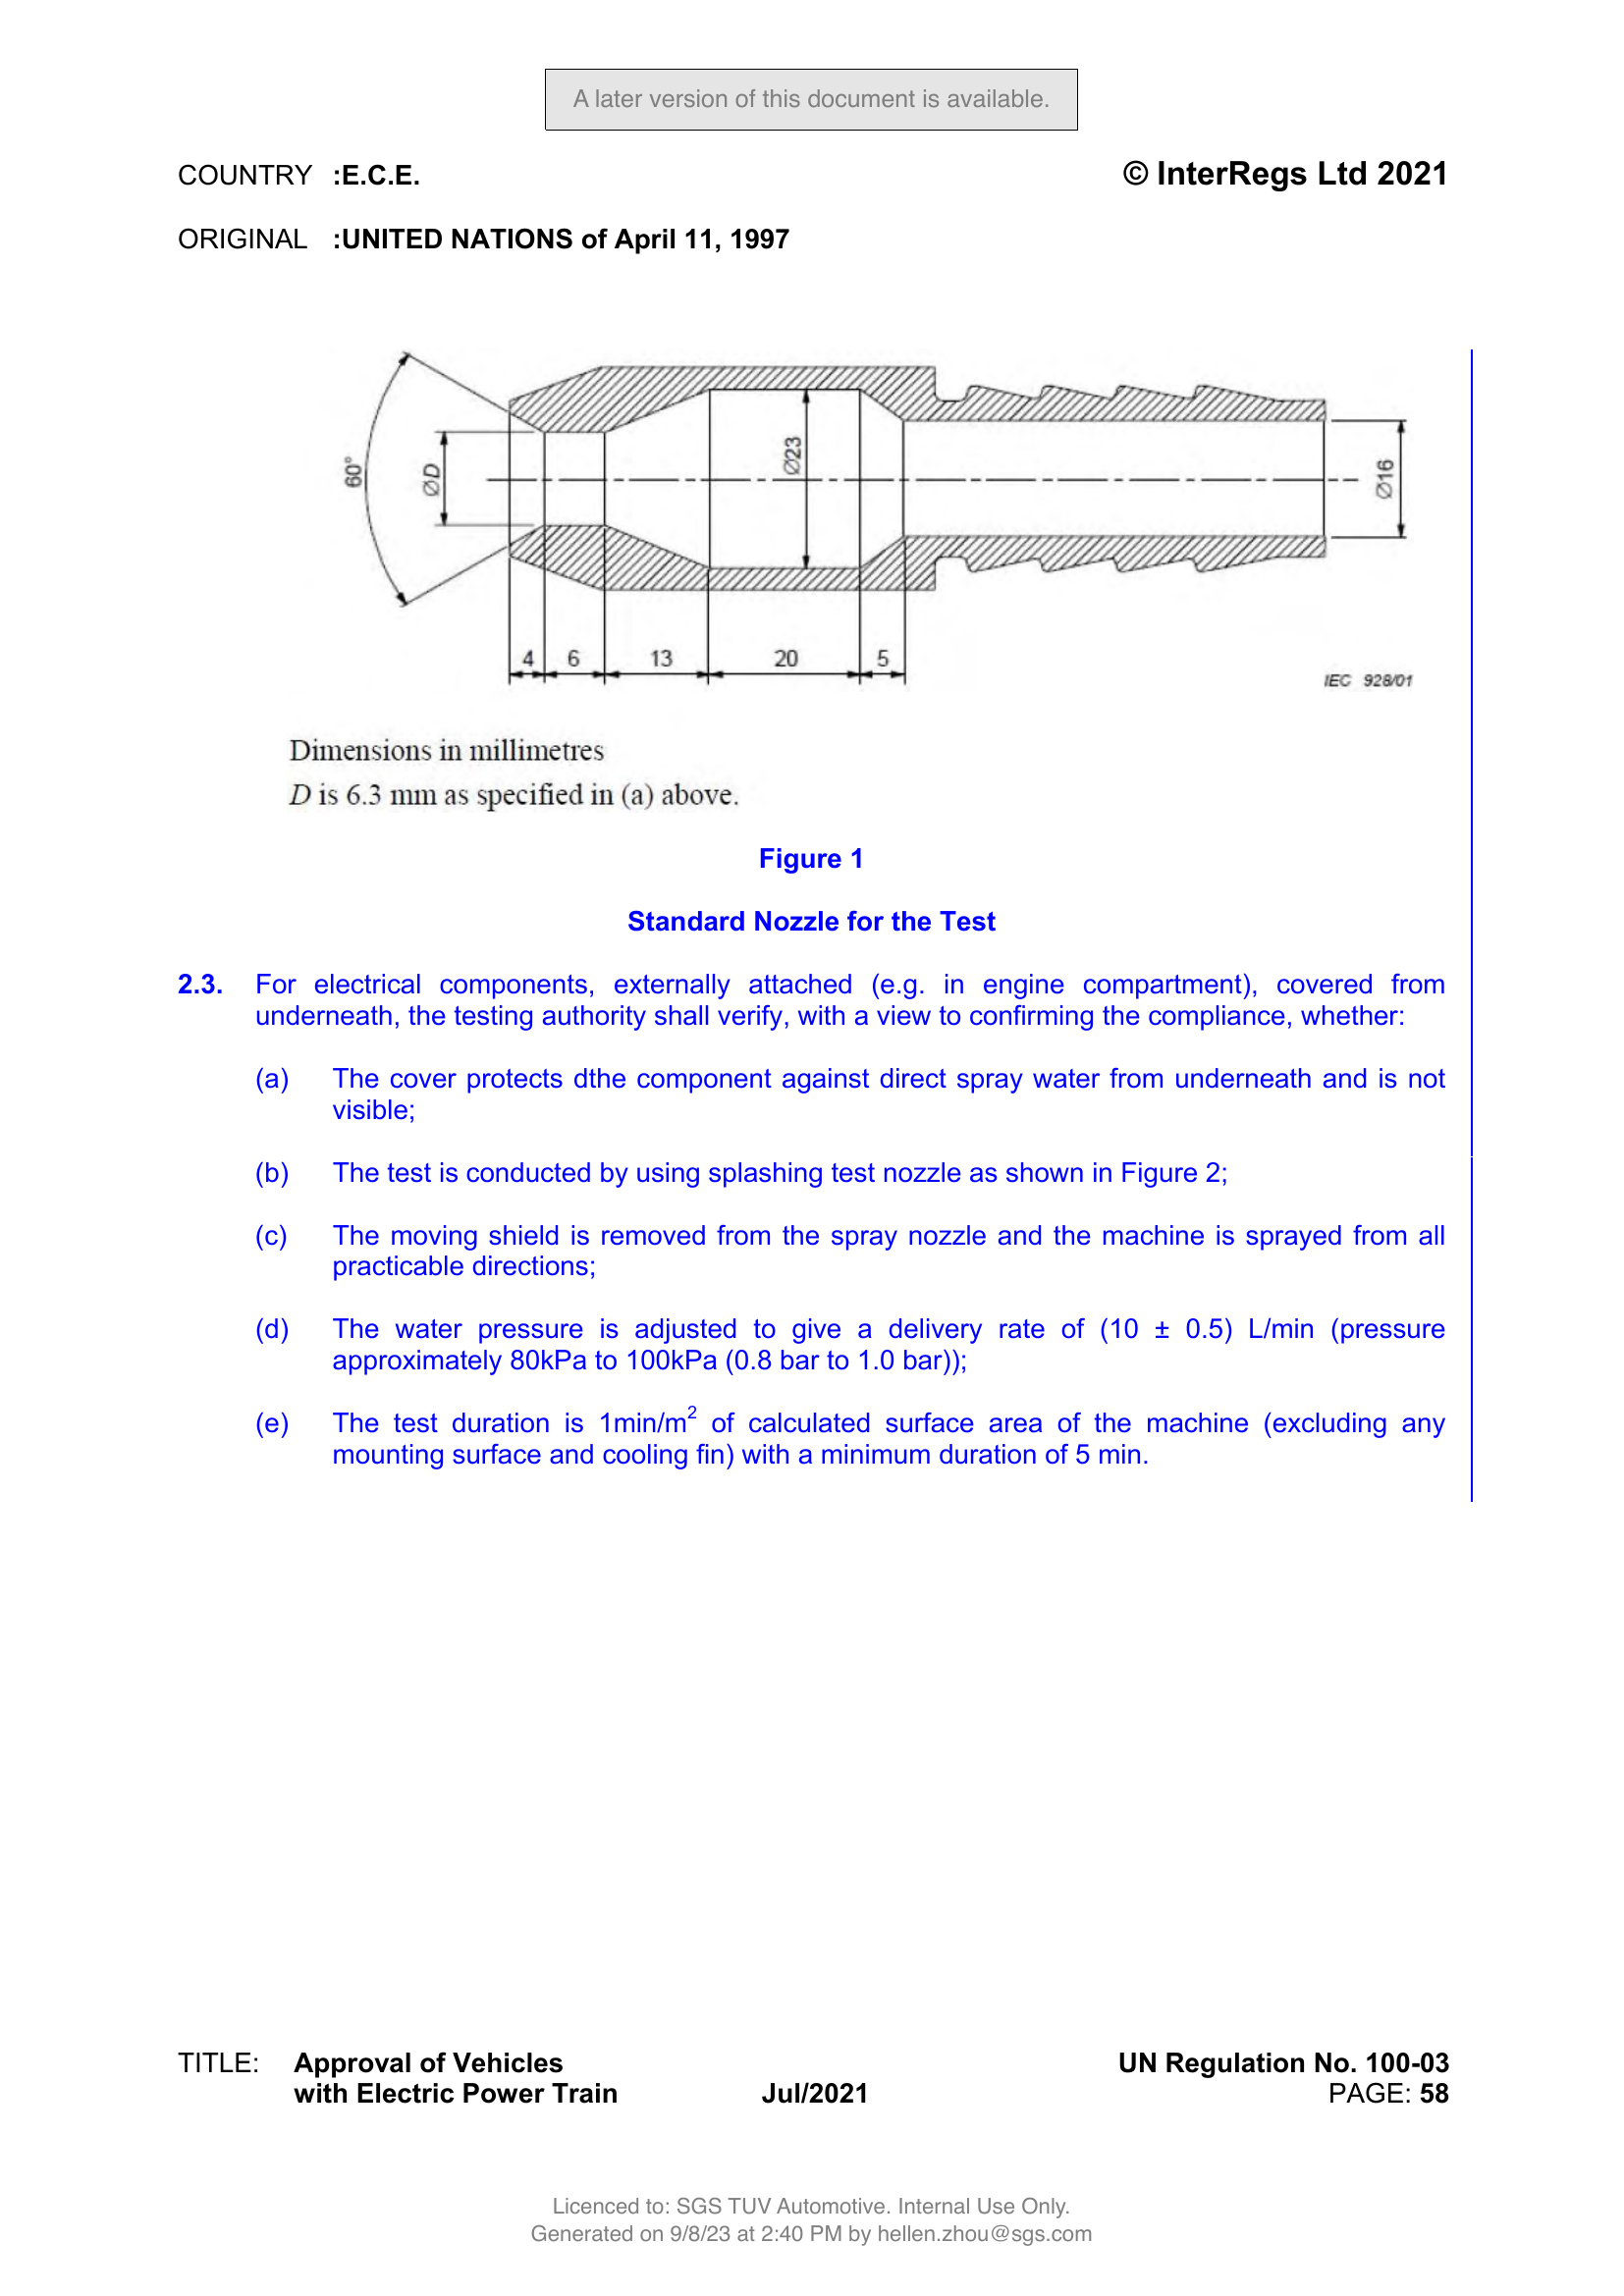 A later version of this document is available.
COUNTRY :E.C.E. © InterRegs Ltd 2021
ORIGINAL :UNITED NATIONS of April 11, 1997
60°
ØD
Ø23
Ø16
4 6 13 20 5
IEC 928/01
Dimensions in millimetres
D is 6.3 mm as specified in (a) above.
Figure 1
Standard Nozzle for the Test
2.3. For electrical components, externally attached (e.g. in engine compartment), covered from
underneath, the testing authority shall verify, with a view to confirming the compliance, whether:
(a) The cover protects dthe component against direct spray water from underneath and is not
visible;
(b) The test is conducted by using splashing test nozzle as shown in Figure 2;
(c) The moving shield is removed from the spray nozzle and the machine is sprayed from all
practicable directions;
(d) The water pressure is adjusted to give a delivery rate of (10 ± 0.5) L/min (pressure
approximately 80kPa to 100kPa (0.8 bar to 1.0 bar));
(e) The test duration is 1min/m² of calculated surface area of the machine (excluding any
mounting surface and cooling fin) with a minimum duration of 5 min.
TITLE: Approval of Vehicles UN Regulation No. 100-03
with Electric Power Train Jul/2021 PAGE: 58
Licenced to: SGS TUV Automotive. Internal Use Only.
Generated on 9/8/23 at 2:40 PM by hellen.zhou@sgs.com